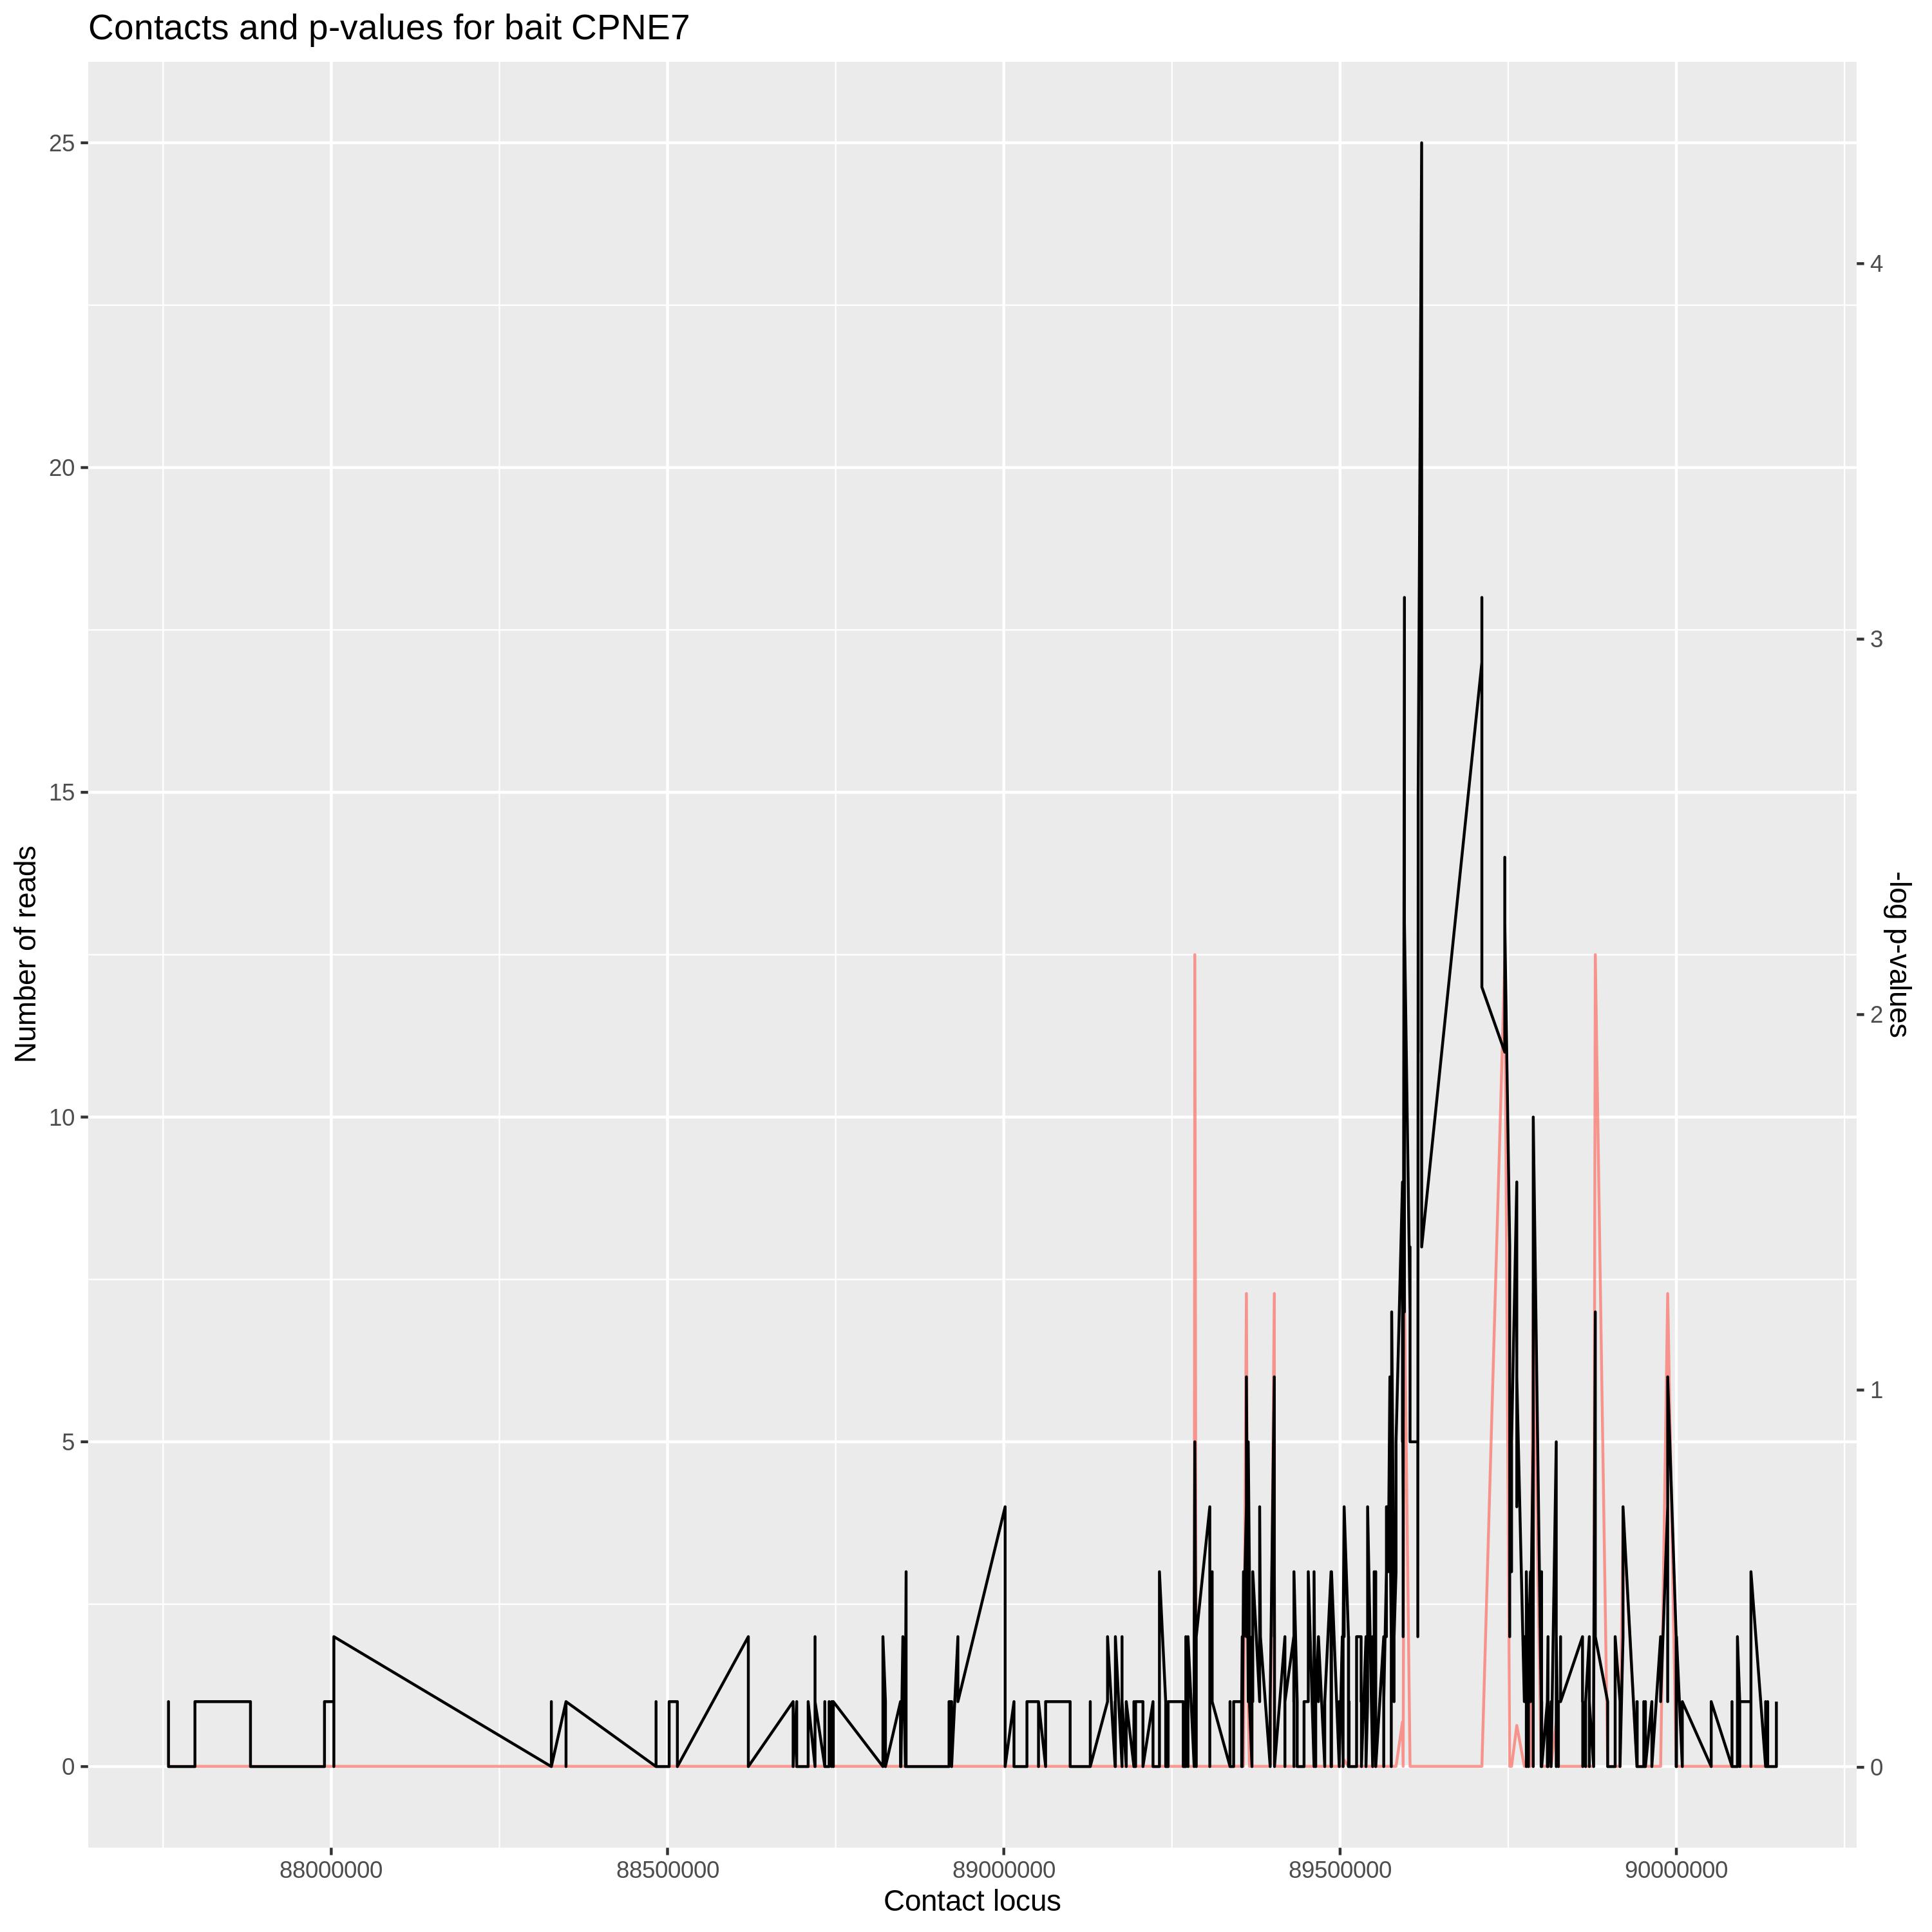 Contacts and p-values for bait CPNE7
25
20
15
10
5
0
Number of reads
4
3
2
1
0
-log p-values
88000000 88500000 89000000 89500000 90000000
Contact locus